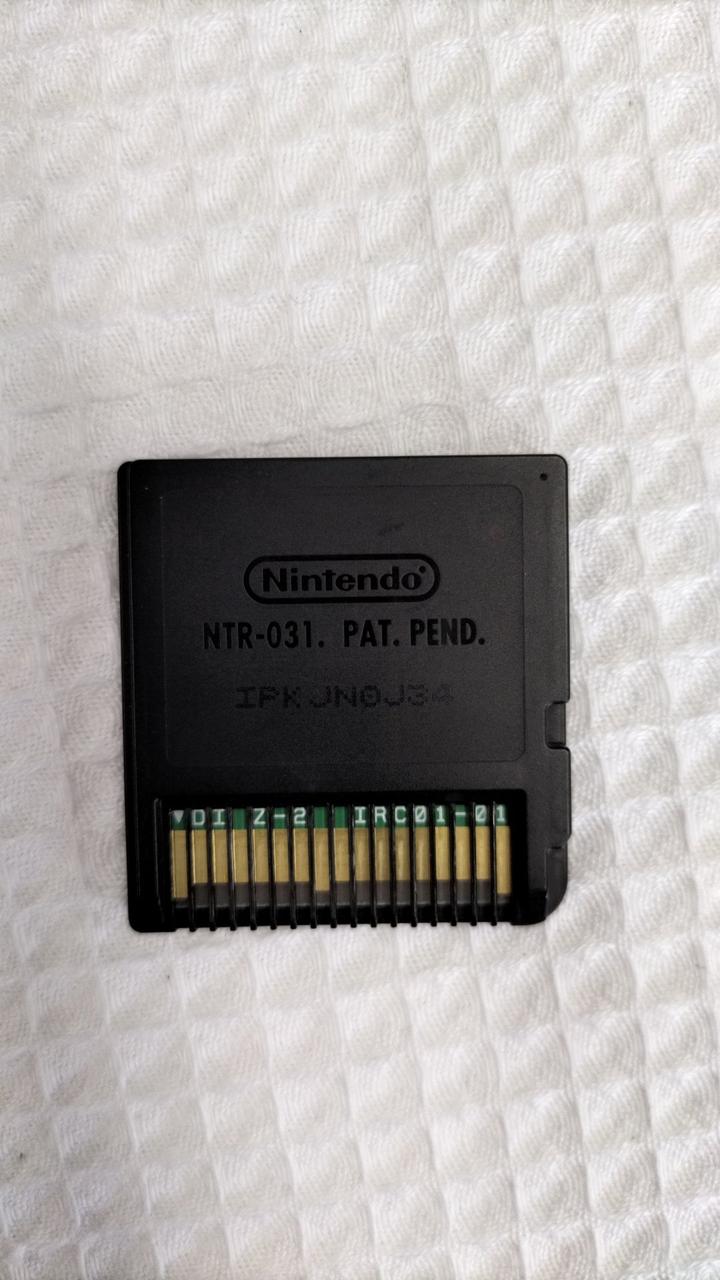 Nintendo®
NTR-031. PAT. PEND.
IPKJN0J34
▼DI Z-2 IRC01-01